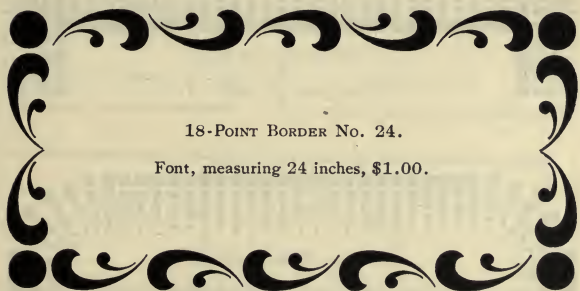 18-Point Border No. 24.
Font, measuring 24 inches, $1.00.